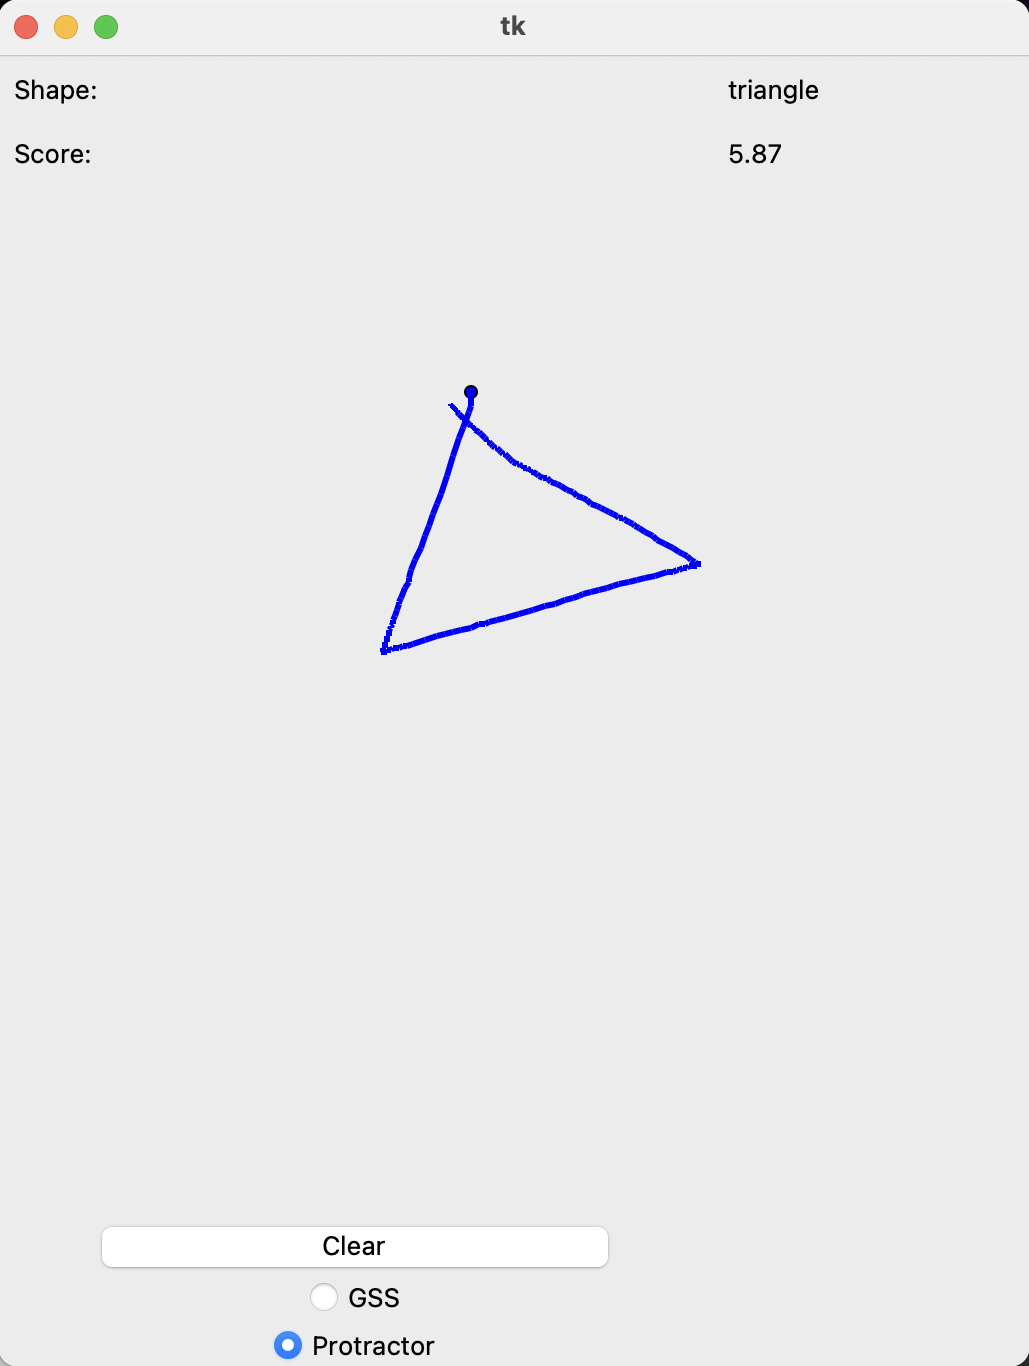 tk
Shape: triangle
Score: 5.87
Clear
GSS
Protractor